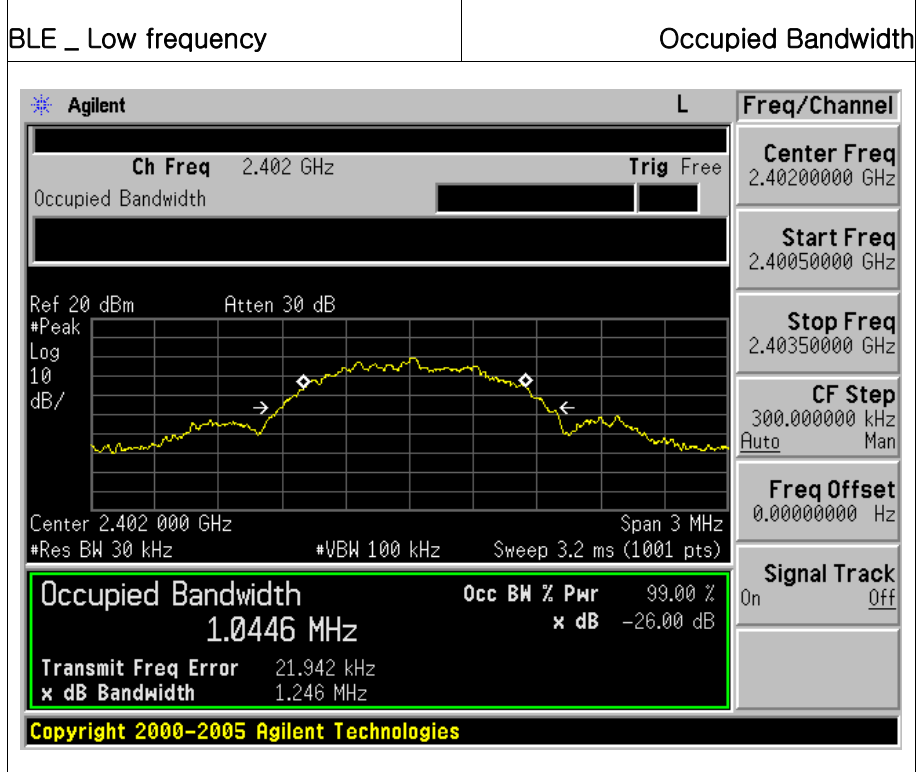 BLE _ Low frequency
Occupied Bandwidth
Agilent
L
Freq/Channel
Ch Freq 2.402 GHz
Trig Free
Occupied Bandwidth
Center Freq
2.40200000 GHz
Start Freq
2.40050000 GHz
Stop Freq
2.40350000 GHz
CF Step
300.000000 kHz
Auto Man
Freq Offset
0.00000000 Hz
Signal Track
On Off
Ref 20 dBm Atten 30 dB
#Peak
Log
10
dB/
Center 2.402 000 GHz Span 3 MHz
#Res BW 30 kHz #VBW 100 kHz Sweep 3.2 ms (1001 pts)
Occupied Bandwidth
1.0446 MHz
Occ BW % Pwr 99.00 %
x dB -26.00 dB
Transmit Freq Error 21.942 kHz
x dB Bandwidth 1.246 MHz
Copyright 2000-2005 Agilent Technologies